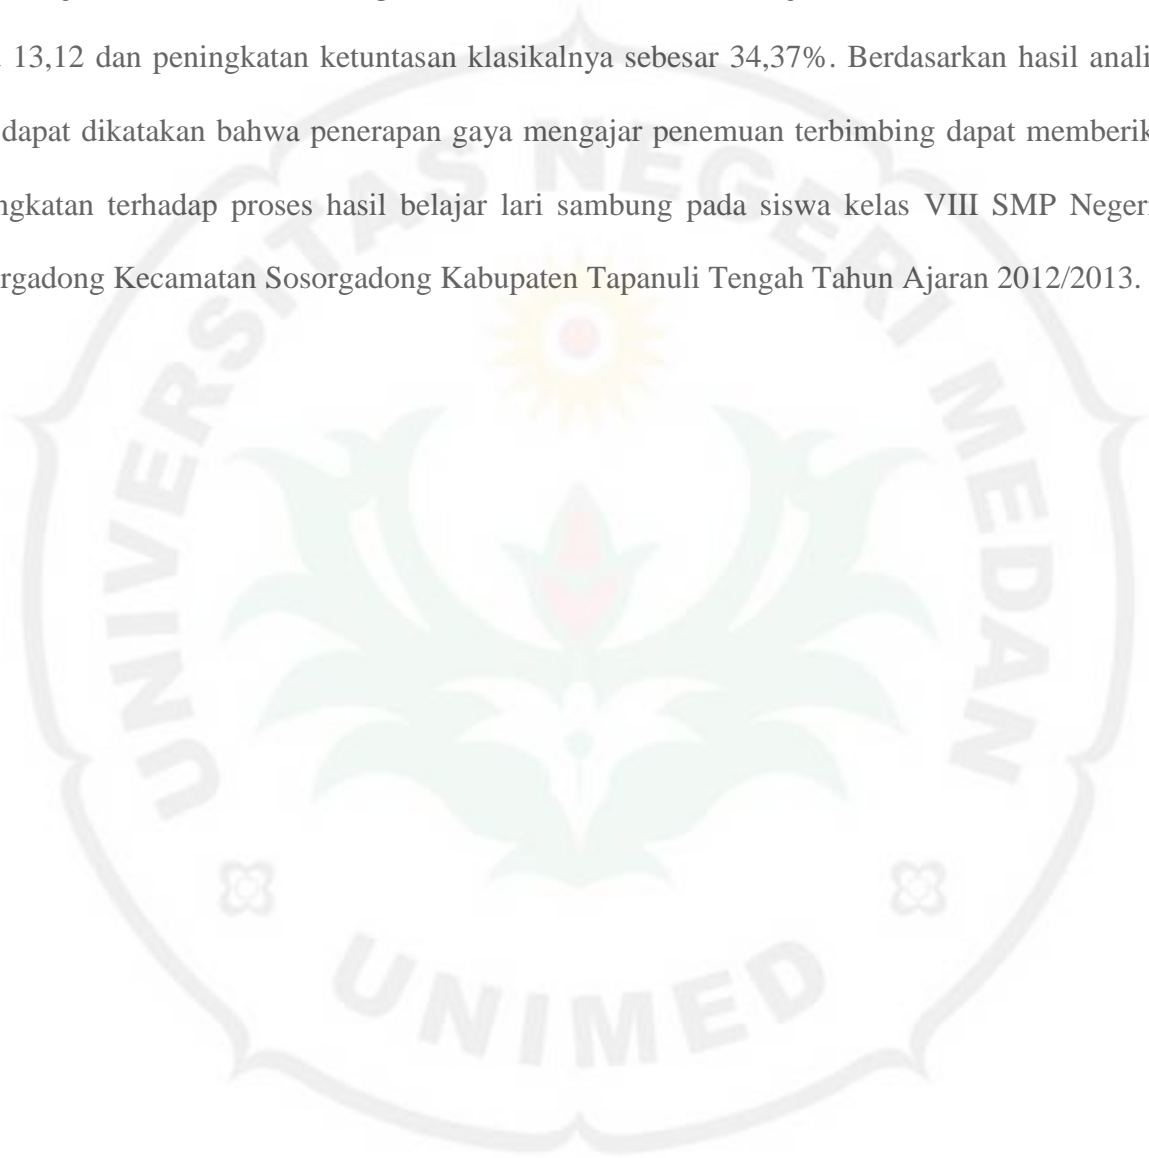 13,12 dan peningkatan ketuntasan klasikalnya sebesar 34,37%. Berdasarkan hasil anali
dapat dikatakan bahwa penerapan gaya mengajar penemuan terbimbing dapat memberik
ngkatan terhadap proses hasil belajar lari sambung pada siswa kelas VIII SMP Negeri
rgadong Kecamatan Sosorgadong Kabupaten Tapanuli Tengah Tahun Ajaran 2012/2013.
UNIVERSITAS NEGERI MEDAN
UNIMED